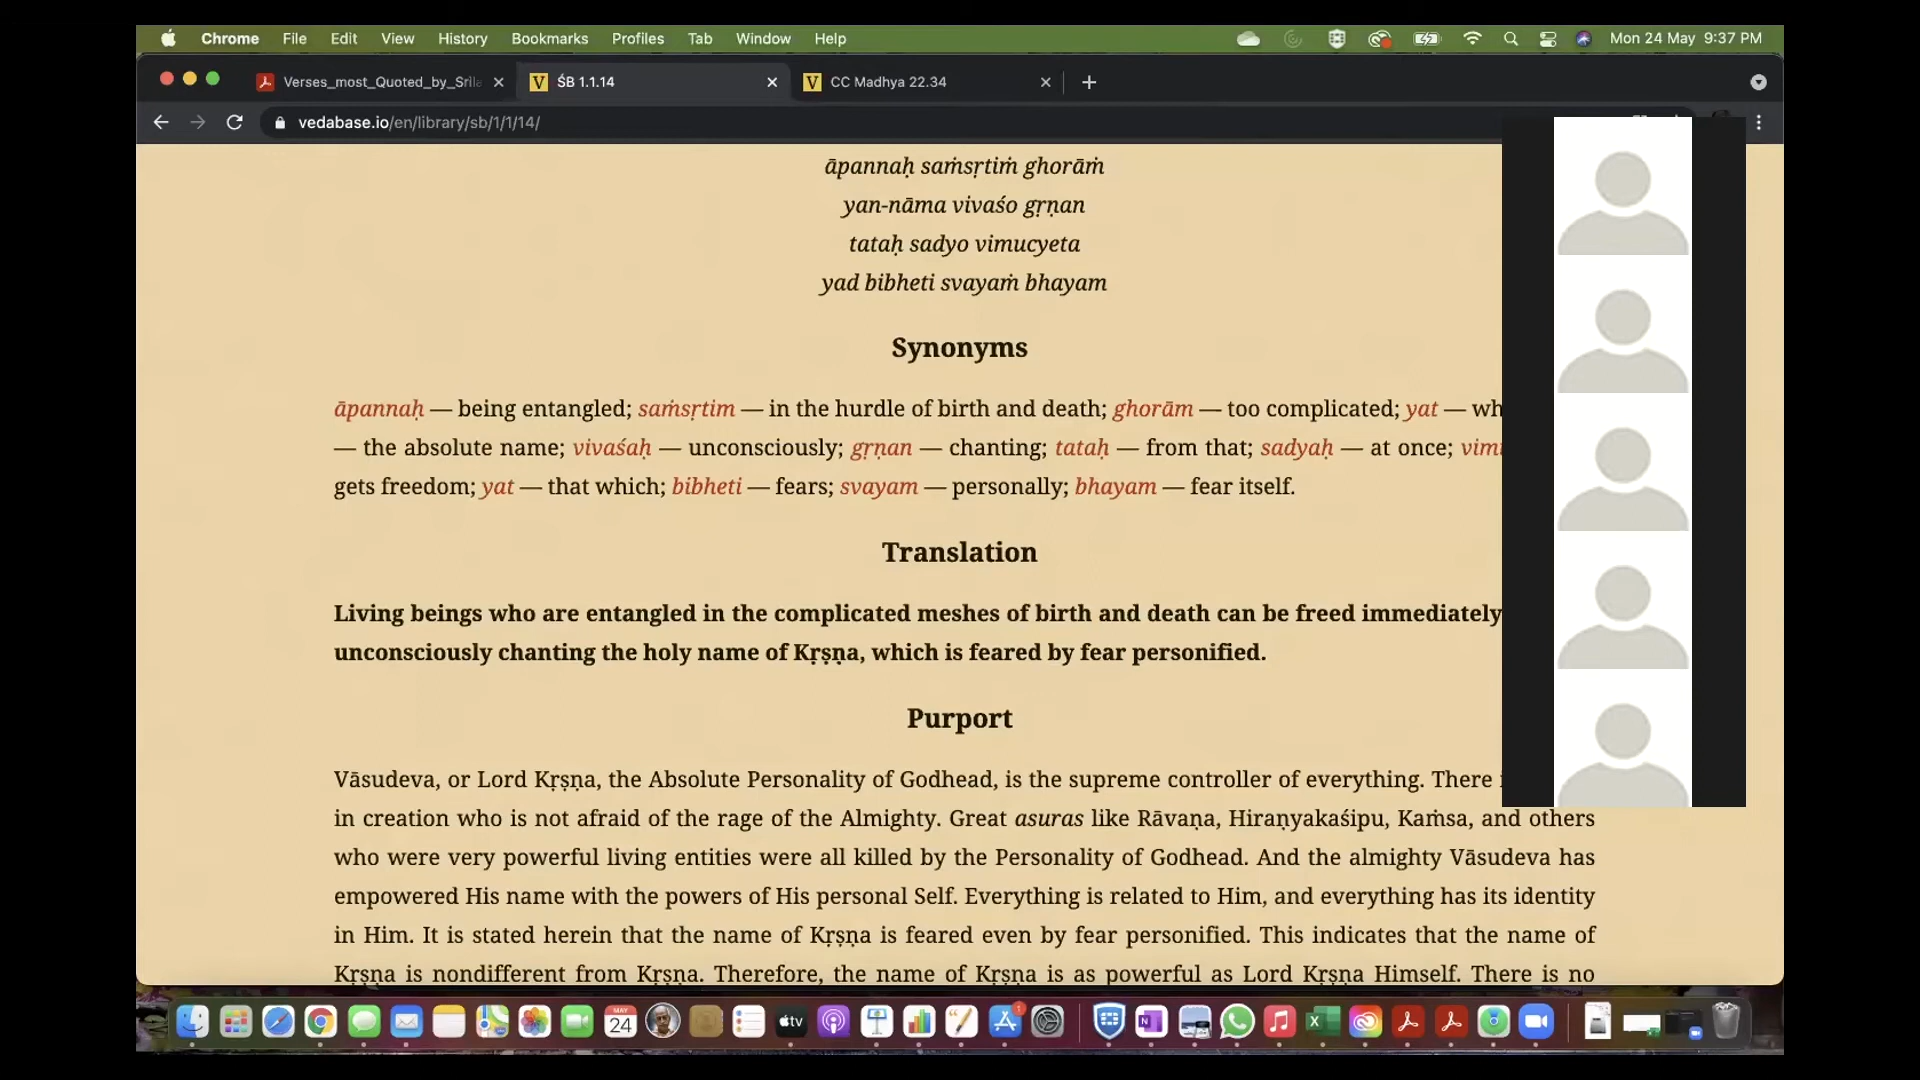 Chrome File Edit View History Bookmarks Profiles Tab Window Help Mon 24 May 9:37 PM
Verses_most_Quoted_by_Srila ŚB 1.1.14 CC Madhya 22.34
vedabase.io/en/library/sb/1/1/14/
āpannaḥ saṁsṛtiṁ ghorāṁ
yan-nāma vivaśo gṛṇan
tataḥ sadyo vimucyeta
yad bibheti svayaṁ bhayam
Synonyms
āpannaḥ — being entangled; saṁsṛtim — in the hurdle of birth and death; ghorām — too complicated; yat — wh
— the absolute name; vivaśaḥ — unconsciously; gṛṇan — chanting; tataḥ — from that; sadyaḥ — at once; vimu
gets freedom; yat — that which; bibheti — fears; svayam — personally; bhayam — fear itself.
Translation
Living beings who are entangled in the complicated meshes of birth and death can be freed immediately
unconsciously chanting the holy name of Kṛṣṇa, which is feared by fear personified.
Purport
Vāsudeva, or Lord Kṛṣṇa, the Absolute Personality of Godhead, is the supreme controller of everything. There
in creation who is not afraid of the rage of the Almighty. Great asuras like Rāvaṇa, Hiraṇyakaśipu, Kaṁsa, and others
who were very powerful living entities were all killed by the Personality of Godhead. And the almighty Vāsudeva has
empowered His name with the powers of His personal Self. Everything is related to Him, and everything has its identity
in Him. It is stated herein that the name of Kṛṣṇa is feared even by fear personified. This indicates that the name of
Kṛṣṇa is nondifferent from Kṛṣṇa. Therefore, the name of Kṛṣṇa is as powerful as Lord Kṛṣṇa Himself. There is no
MAY
24
tv
1